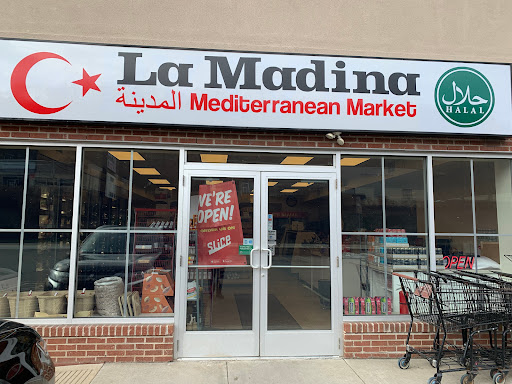 La Madina
المدينة Mediterranean Market
حلال
HALAL
WE'RE
OPEN!
SLiCE
OPEN